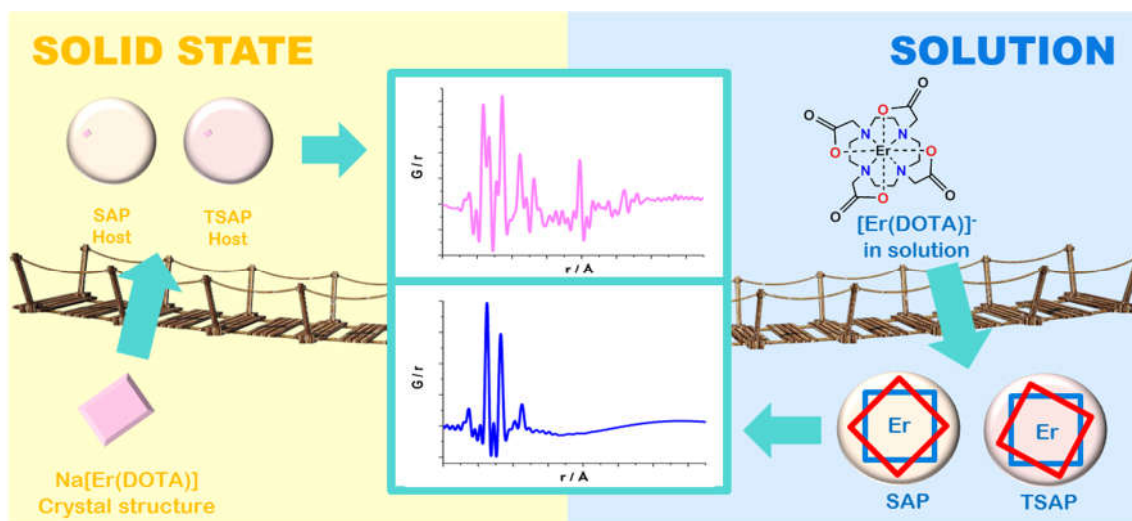 SOLID STATE
SOLUTION
SAP
Host
TSAP
Host
Na[Er(DOTA)]
Crystal structure
G / r
r / Å
G / r
r / Å
O
O
O
O
N
N
Er
O
O
N
N
O
O
[Er(DOTA)]-
in solution
Er
Er
SAP
TSAP